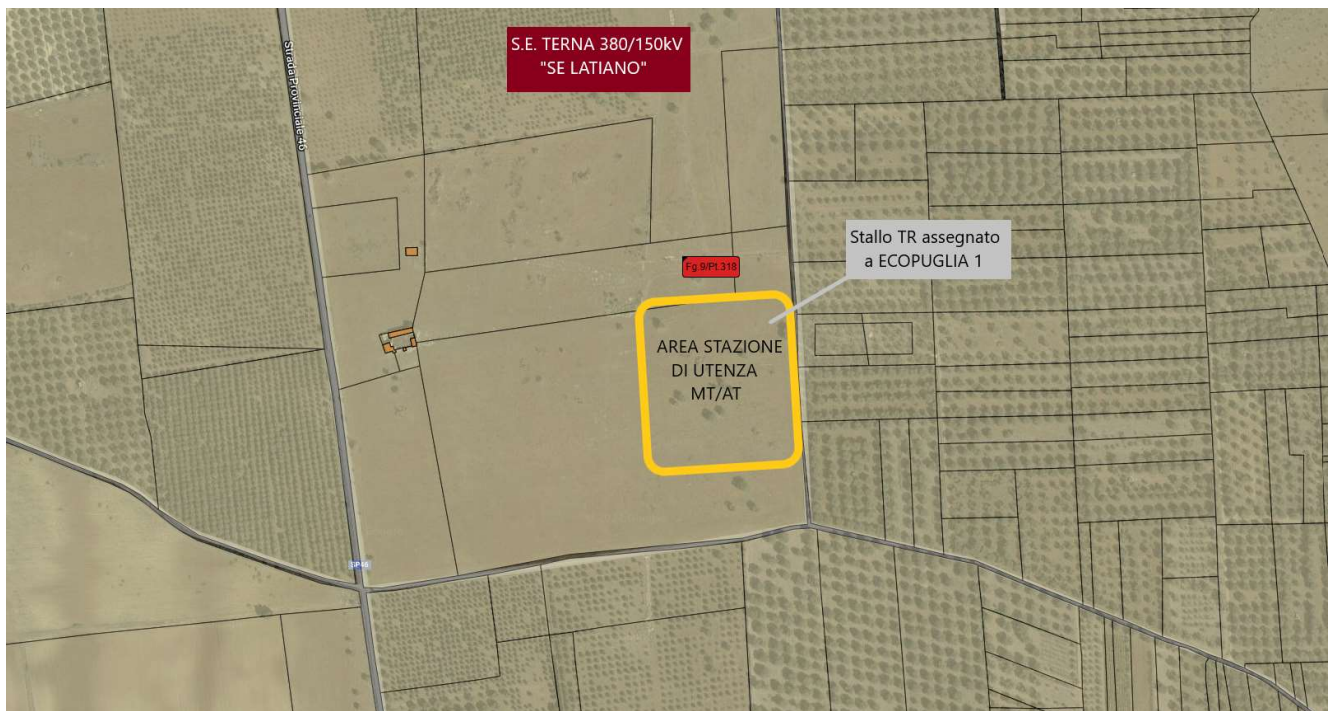 S.E. TERNA 380/150kV
"SE LATIANO"
Strada Provinciale 46
Stallo TR assegnato
a ECOPUGLIA 1
Fg.9/Pt.318
AREA STAZIONE
DI UTENZA
MT/AT
SP46